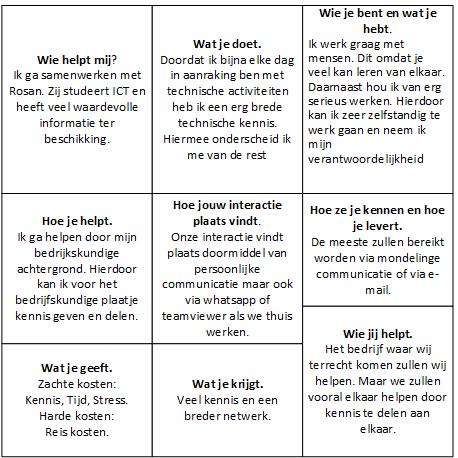 Wie helpt mij?
Ik ga samenwerken met
Rosan. Zij studeert ICT en
heeft veel waardevolle
informatie ter
beschikking.
Wat je doet.
Doordat ik bijna elke dag
in aanraking ben met
technische activiteiten
heb ik een erg brede
technische kennis.
Hiermee onderscheid ik
me van de rest
Wie je bent en wat je
hebt.
Ik werk graag met
mensen. Dit omdat je
veel kan leren van elkaar.
Daarnaast hou ik van erg
serieus werken. Hierdoor
kan ik zeer zelfstandig te
werk gaan en neem ik
mijn
verantwoordelijkheid
Hoe je helpt.
Ik ga helpen door mijn
bedrijskundige
achtergrond. Hierdoor
kan ik voor het
bedrijfskundige plaatje
kennis geven en delen.
Hoe jouw interactie
plaats vindt.
Onze interactie vindt
plaats doormiddel van
persoonlijke
communicatie maar ook
via whatsapp of
teamviewer als we thuis
werken.
Hoe ze je kennen en hoe
je levert.
De meeste zullen bereikt
worden via mondelinge
communicatie of via e-
mail.
Wat je geeft.
Zachte kosten:
Kennis, Tijd, Stress.
Harde kosten:
Reis kosten.
Wat je krijgt.
Veel kennis en een
breder netwerk.
Wie jij helpt.
Het bedrijf waar wij
terrecht komen zullen wij
helpen. Maar we zullen
vooral elkaar helpen door
kennis te delen aan
elkaar.